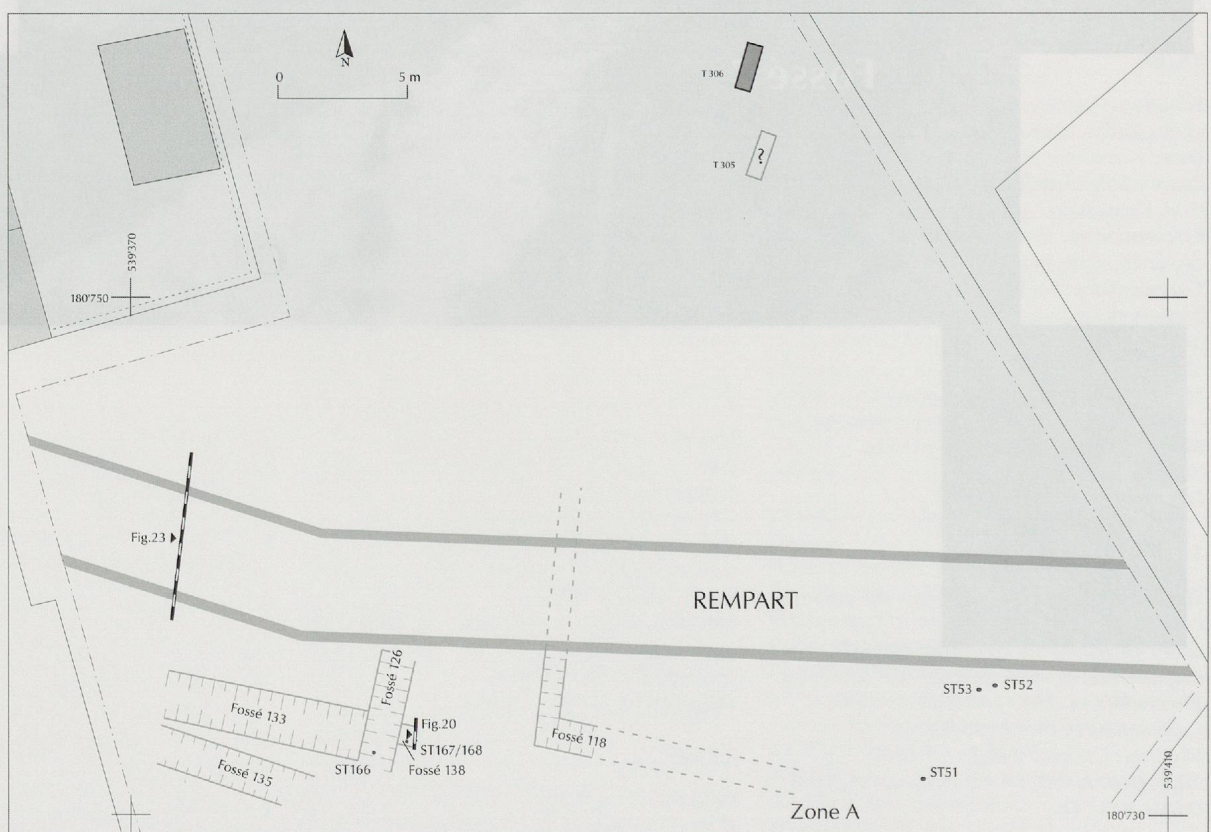 N
0 5 m
T 306
Fossé
T 305
?
539'370
180'750
Fig.23
REMPART
Fossé 126
ST53
ST52
Fossé 133
Fig.20
Fossé 118
ST167/168
ST166
Fossé 138
Fossé 135
ST51
539'410
Zone A
180'730